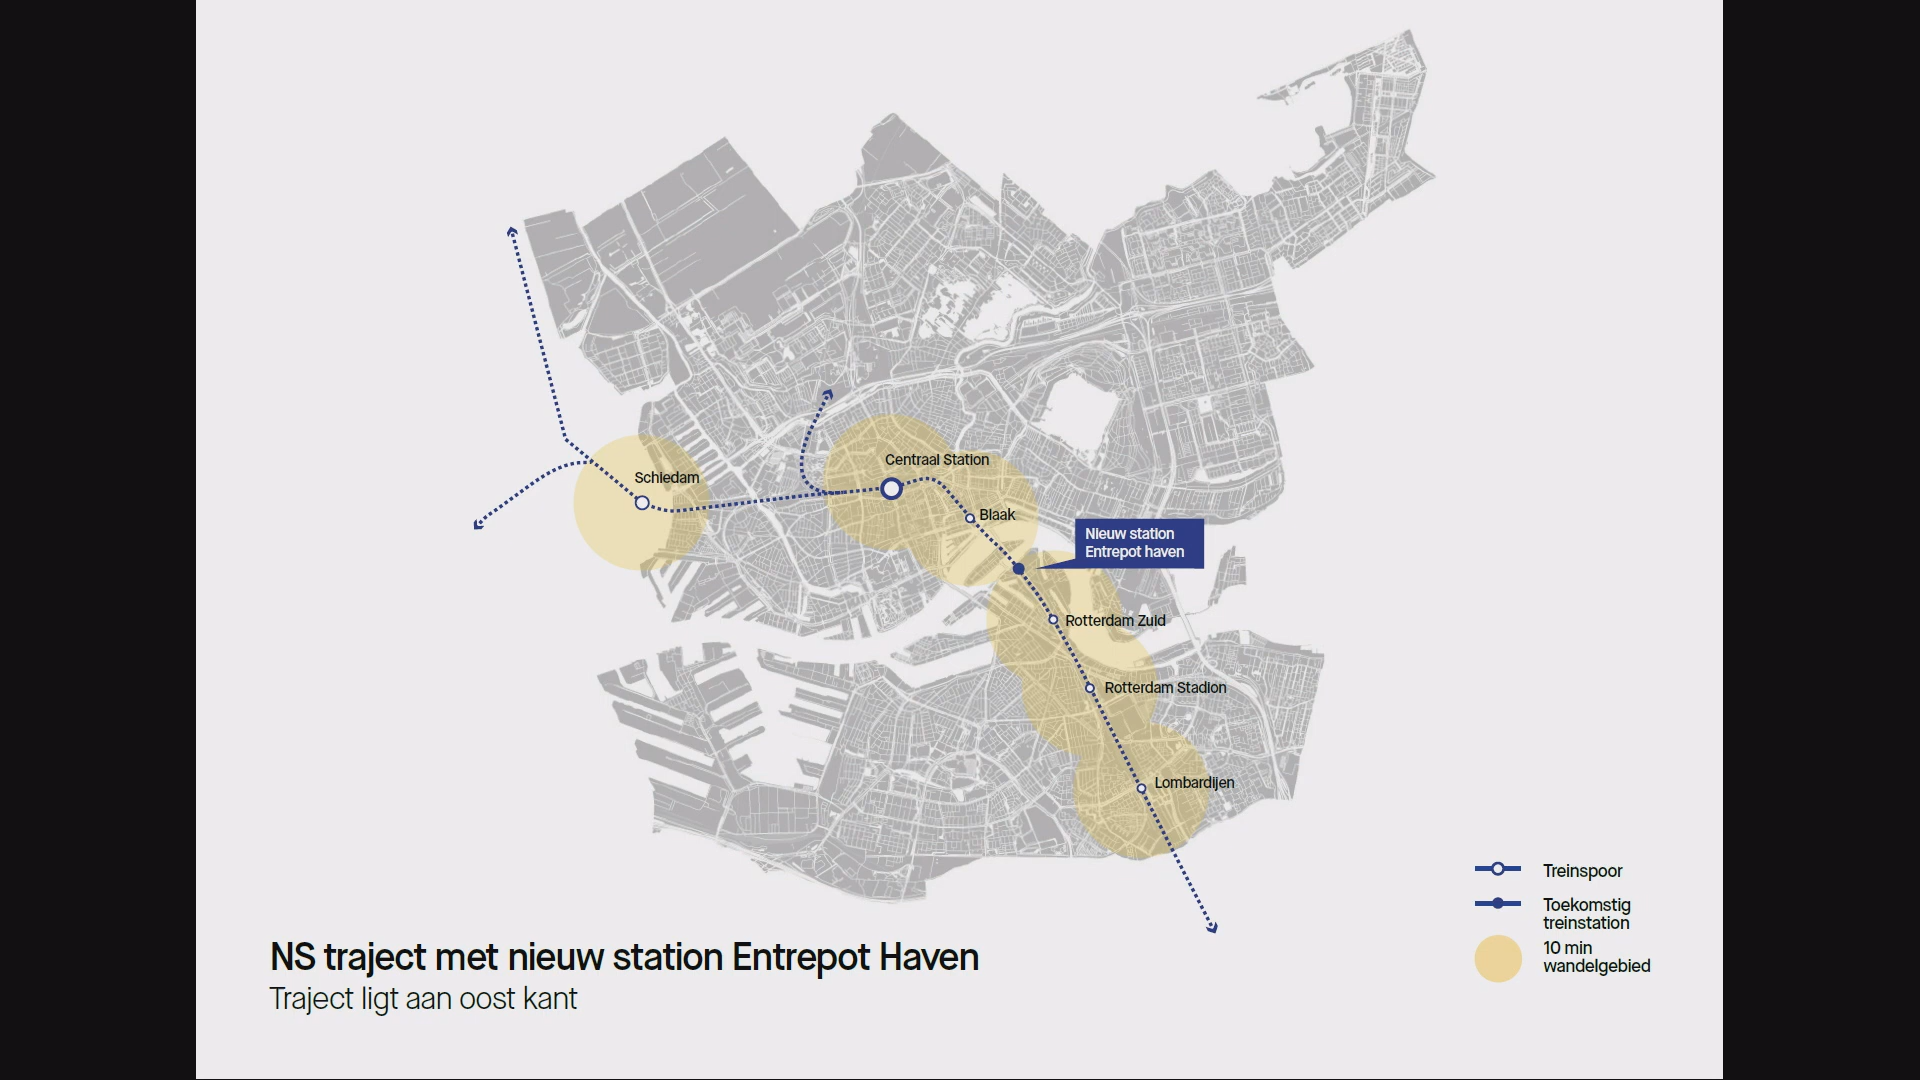 Schiedam
Centraal Station
Blaak
Nieuw station
Entrepot haven
Rotterdam Zuid
Rotterdam Stadion
Lombardijen
Treinspoor
Toekomstig
treinstation
10 min
wandelgebied
NS traject met nieuw station Entrepot Haven
Traject ligt aan oost kant